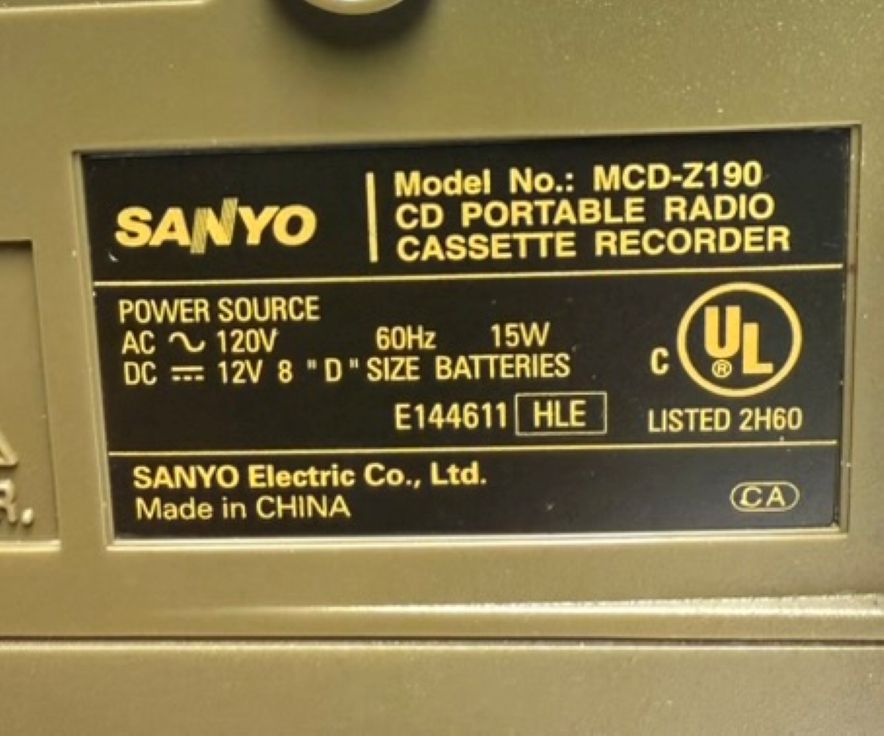 SANYO
Model No.: MCD-Z190
CD PORTABLE RADIO
CASSETTE RECORDER
POWER SOURCE
AC ∿ 120V 60Hz 15W
DC ⎓ 12V 8 "D" SIZE BATTERIES
E144611 HLE
C UL ®
LISTED 2H60
SANYO Electric Co., Ltd.
Made in CHINA
CA
R.